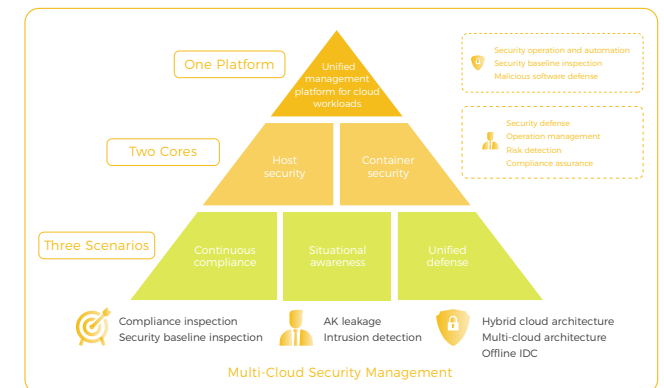 One Platform
Unified
management
platform for cloud
workloads
Security operation and automation
Security baseline inspection
Malicious software defense
Two Cores
Host
security
Container
security
Security defense
Operation management
Risk detection
Compliance assurance
Three Scenarios
Continuous
compliance
Situational
awareness
Unified
defense
Compliance inspection
Security baseline inspection
AK leakage
Intrusion detection
Hybrid cloud architecture
Multi-cloud architecture
Offline IDC
Multi-Cloud Security Management